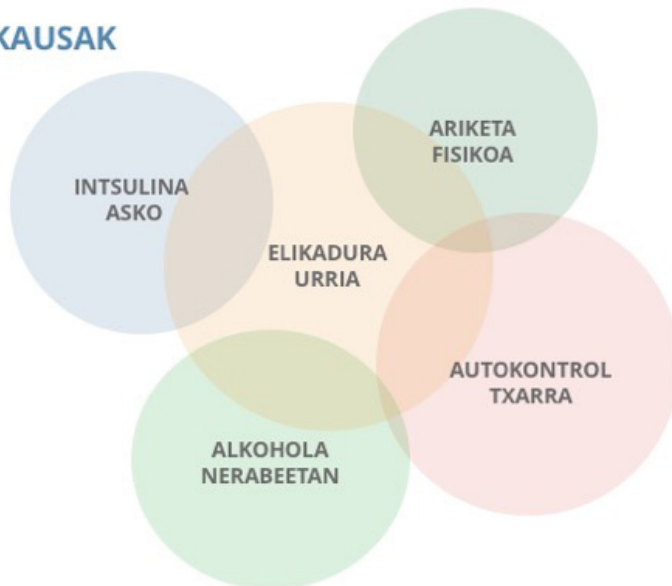 KAUSAK
ARIKETA
FISIKOA
INTSULINA
ASKO
ELIKADURA
URRIA
AUTOKONTROL
TXARRA
ALKOHOLA
NERABEETAN